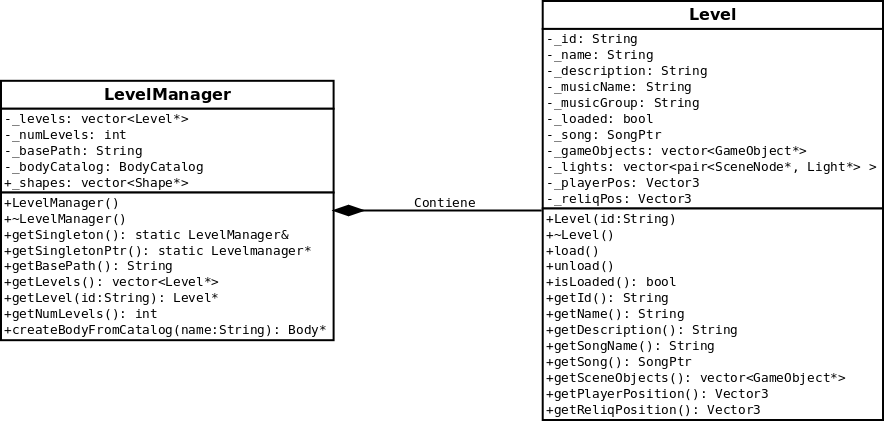 LevelManager
-_levels: vector<Level*>
-_numLevels: int
-_basePath: String
-_bodyCatalog: BodyCatalog
+_shapes: vector<Shape*>
+LevelManager()
+~LevelManager()
+getSingleton(): static LevelManager&
+getSingletonPtr(): static Levelmanager*
+getBasePath(): String
+getLevels(): vector<Level*>
+getLevel(id:String): Level*
+getNumLevels(): int
+createBodyFromCatalog(name:String): Body*
Contiene
Level
-_id: String
-_name: String
-_description: String
-_musicName: String
-_musicGroup: String
-_loaded: bool
-_song: SongPtr
-_gameObjects: vector<GameObject*>
-_lights: vector<pair<SceneNode*, Light*> >
-_playerPos: Vector3
-_reliqPos: Vector3
+Level(id:String)
+~Level()
+load()
+unload()
+isLoaded(): bool
+getId(): String
+getName(): String
+getDescription(): String
+getSongName(): String
+getSong(): SongPtr
+getSceneObjects(): vector<GameObject*>
+getPlayerPosition(): Vector3
+getReliqPosition(): Vector3